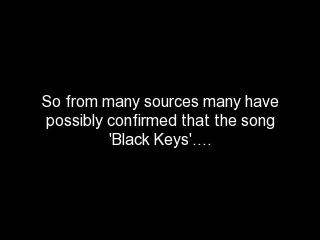 So from many sources many have
possibly confirmed that the song
'Black Keys'....